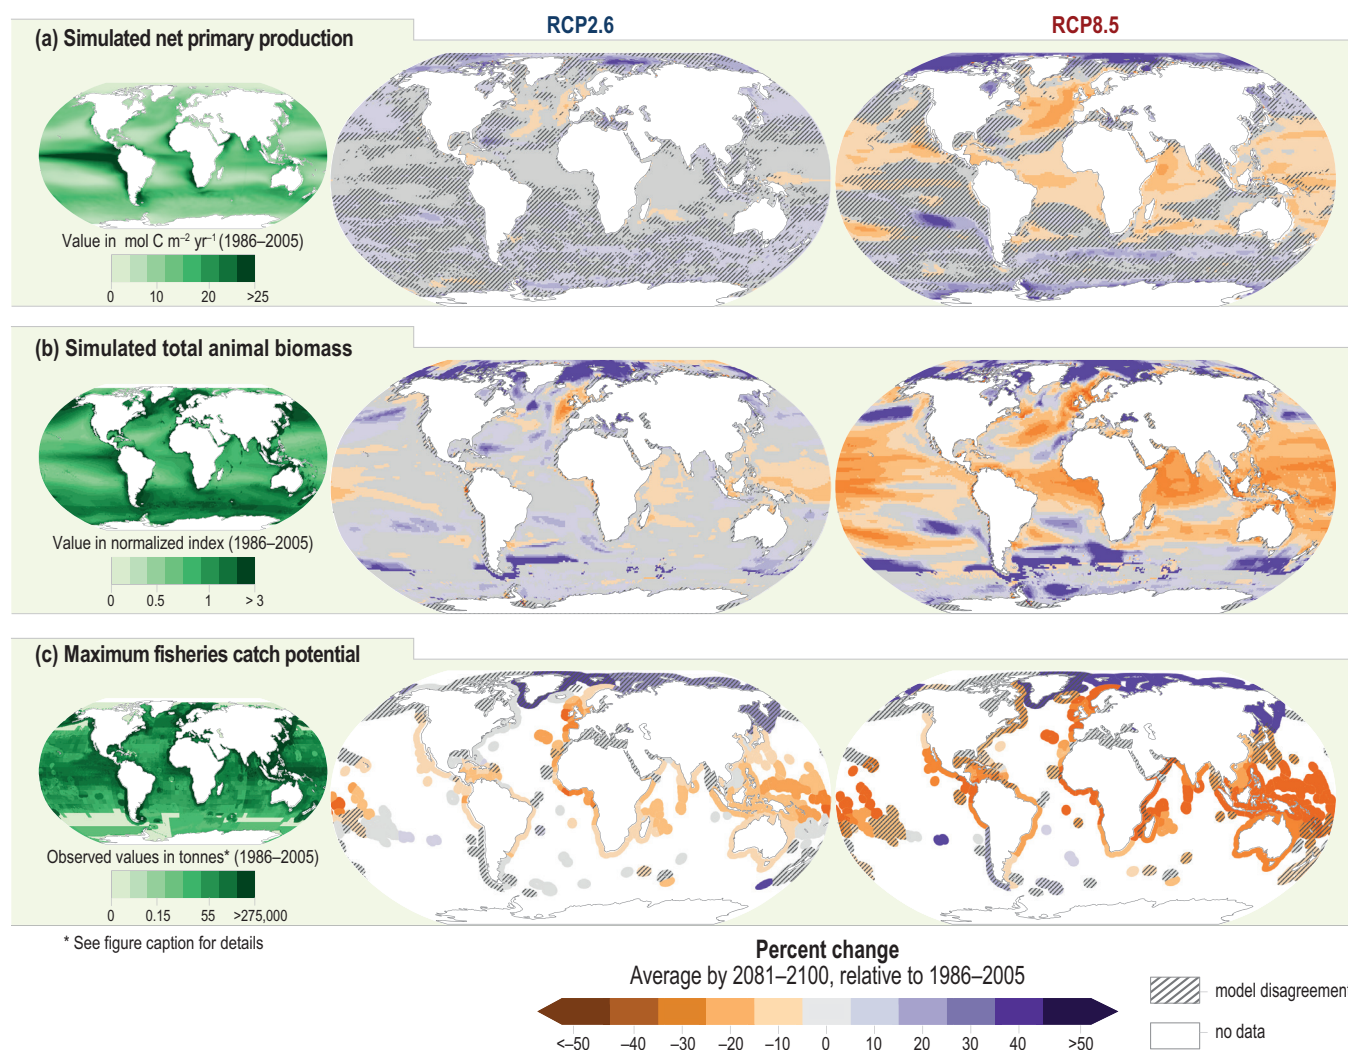 RCP2.6
RCP8.5
(a) Simulated net primary production
Value in mol C m⁻² yr⁻¹ (1986–2005)
0 10 20 >25
(b) Simulated total animal biomass
Value in normalized index (1986–2005)
0 0.5 1 > 3
(c) Maximum fisheries catch potential
Observed values in tonnes* (1986–2005)
0 0.15 55 >275,000
* See figure caption for details
Percent change
Average by 2081–2100, relative to 1986–2005
<–50 –40 –30 –20 –10 0 10 20 30 40 >50
model disagreement
no data